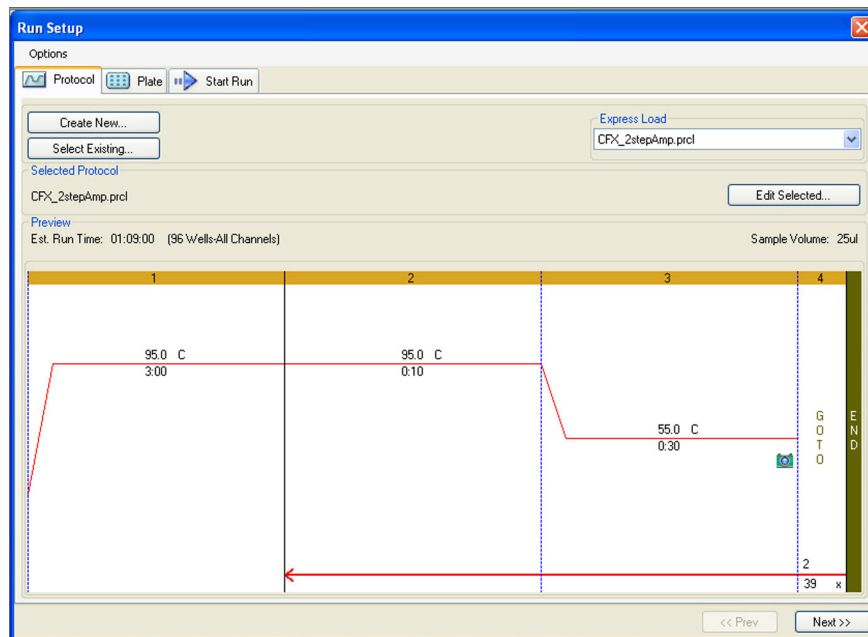 Run Setup
Options
Protocol Plate Start Run
Create New...
Select Existing...
Express Load
CFX_2stepAmp.prcl
Selected Protocol
CFX_2stepAmp.prcl
Edit Selected...
Preview
Est. Run Time: 01:09:00 (96 Wells-All Channels) Sample Volume: 25ul
1 2 3 4
95.0 C 95.0 C
3:00 0:10
55.0 C
0:30
GOTO
END
2
39 x
<< Prev Next >>